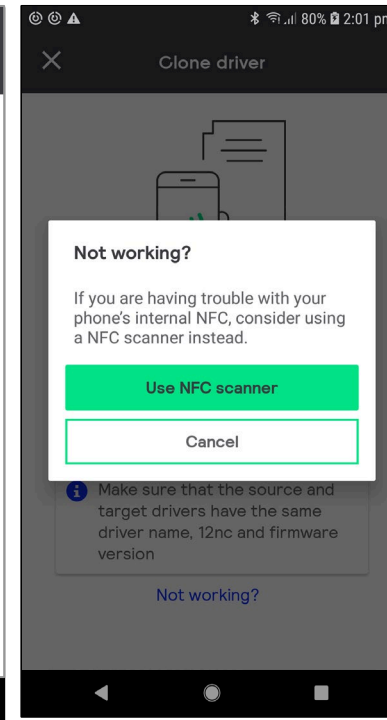 80% 2:01 pm
Clone driver
Not working?
If you are having trouble with your
phone's internal NFC, consider using
a NFC scanner instead.
Use NFC scanner
Cancel
Make sure that the source and
target drivers have the same
driver name, 12nc and firmware
version
Not working?